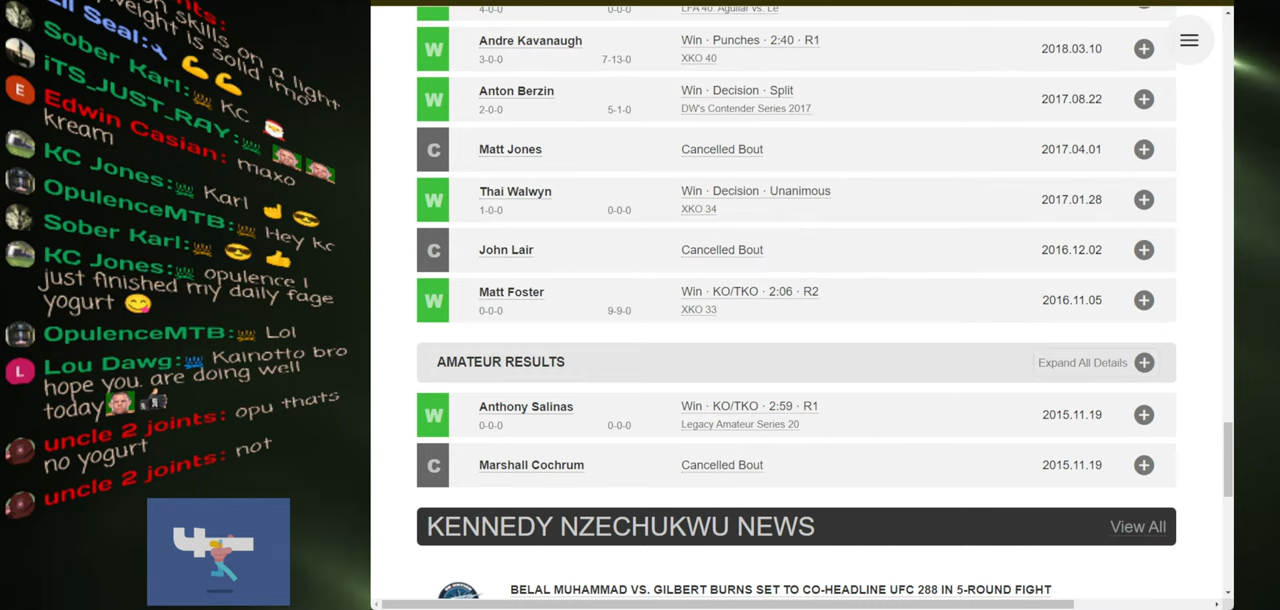 nts:
weight skills on a light
weight is solid imo
Lil Seal:
Sober Karl: KC
iTS_JUST_RAY:
Edwin Casian: maxo
kream
KC Jones: Karl
OpulenceMTB: Hey kc
Sober Karl:
KC Jones: opulence I
just finished my daily fage
yogurt
OpulenceMTB: Lol
Lou Dawg: Kainotto bro
hope you. are doing well
today
uncle 2 joints: opu thats
no yogurt
uncle 2 joints: not
4-0-0 0-0-0 LFA 40: Aguilar vs. Le
W Andre Kavanaugh Win · Punches · 2:40 · R1 2018.03.10
3-0-0 7-13-0 XKO 40
W Anton Berzin Win · Decision · Split 2017.08.22
2-0-0 5-1-0 DW's Contender Series 2017
C Matt Jones Cancelled Bout 2017.04.01
W Thai Walwyn Win · Decision · Unanimous 2017.01.28
1-0-0 0-0-0 XKO 34
C John Lair Cancelled Bout 2016.12.02
W Matt Foster Win · KO/TKO · 2:06 · R2 2016.11.05
0-0-0 9-9-0 XKO 33
AMATEUR RESULTS Expand All Details
W Anthony Salinas Win · KO/TKO · 2:59 · R1 2015.11.19
0-0-0 0-0-0 Legacy Amateur Series 20
C Marshall Cochrum Cancelled Bout 2015.11.19
KENNEDY NZECHUKWU NEWS View All
BELAL MUHAMMAD VS. GILBERT BURNS SET TO CO-HEADLINE UFC 288 IN 5-ROUND FIGHT